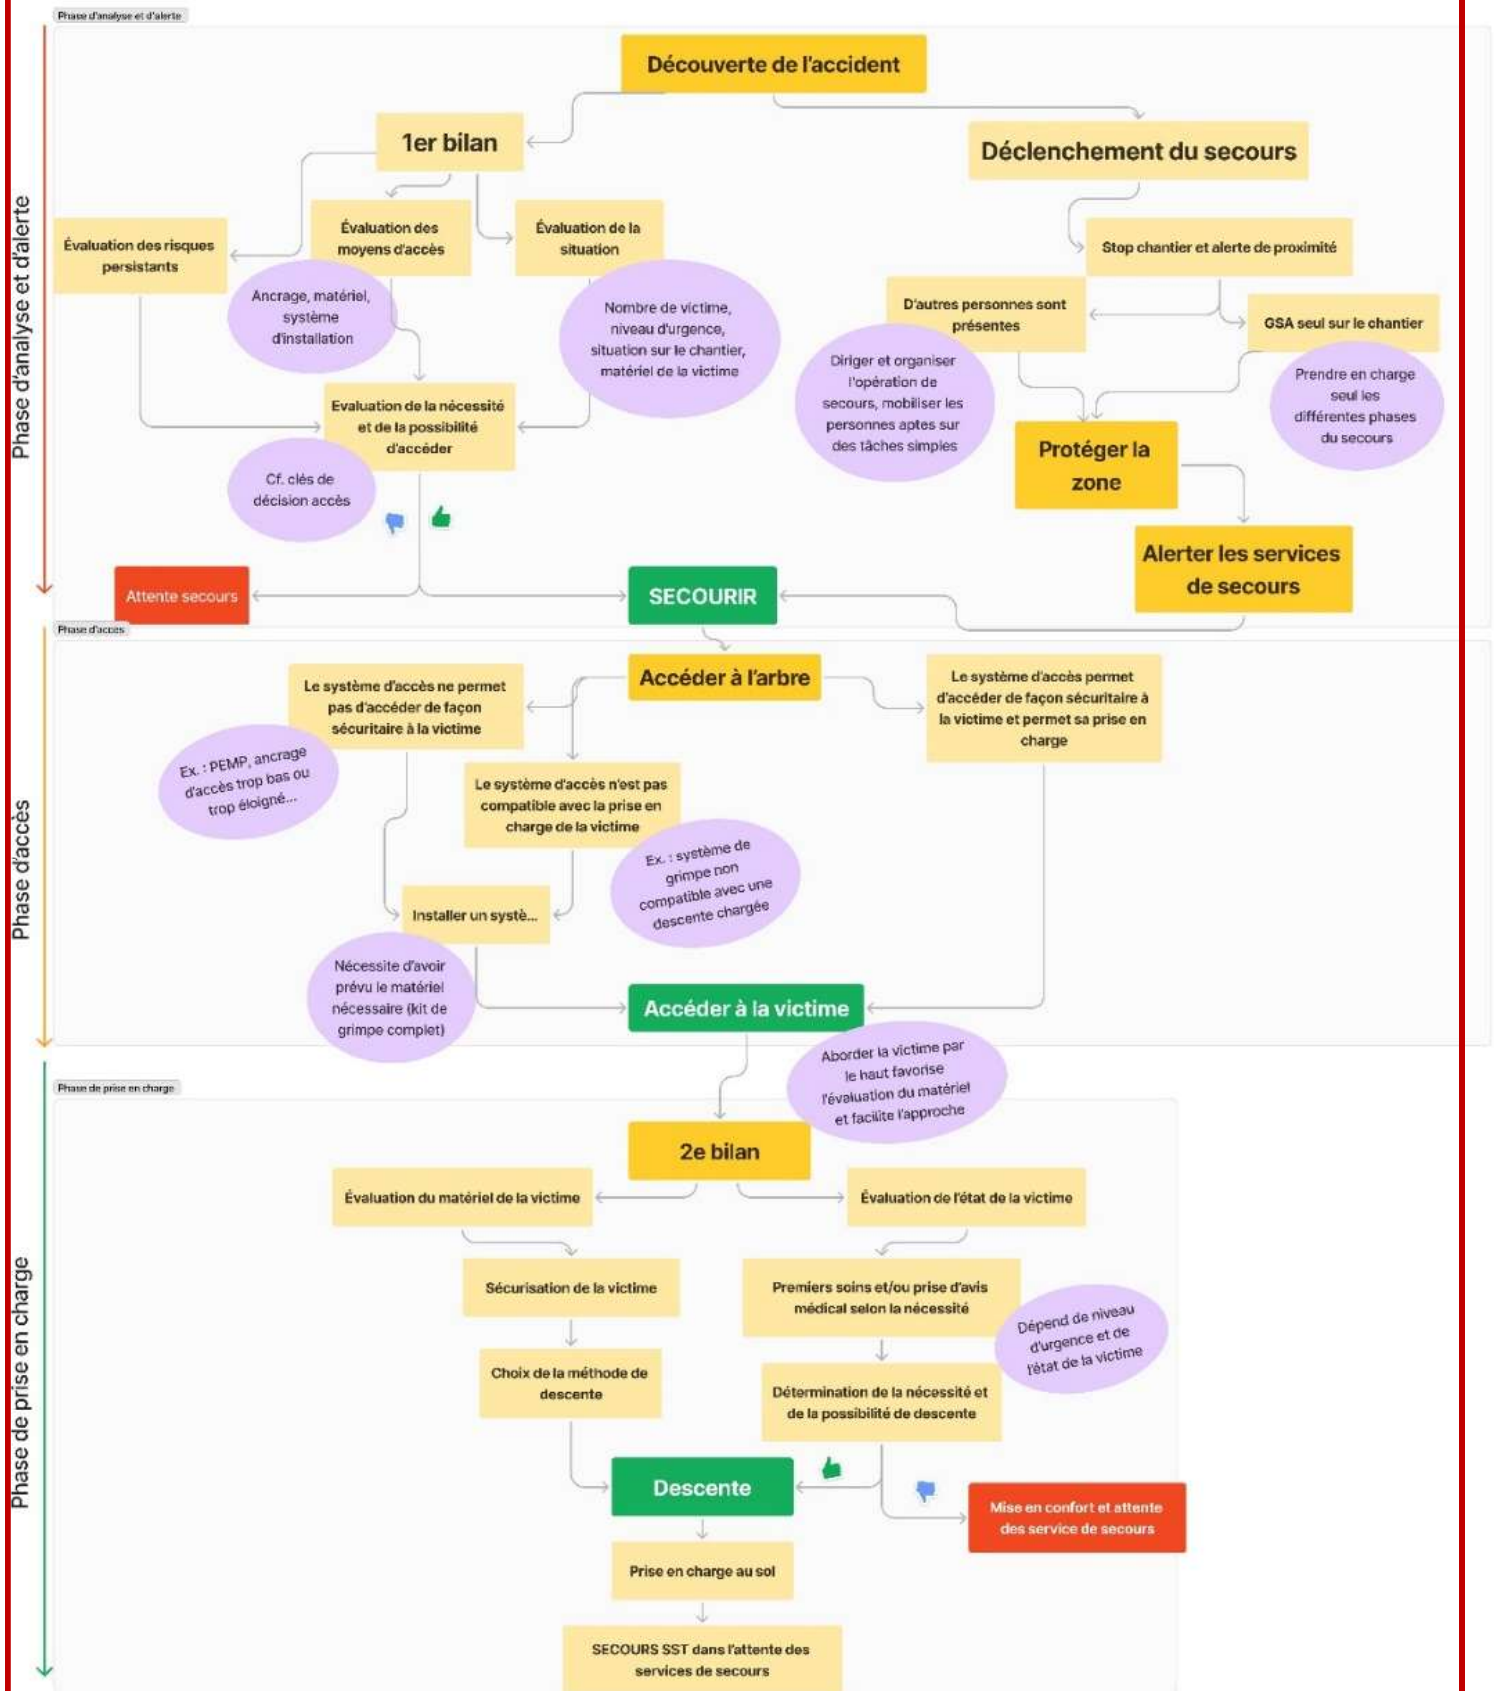 Phase d'analyse et d'alerte
Découverte de l'accident
1er bilan
Déclenchement du secours
Évaluation des risques
persistants
Évaluation des
moyens d'accès
Évaluation de la
situation
Stop chantier et alerte de proximité
Ancrage, matériel,
système
d'installation
Nombre de victime,
niveau d'urgence,
situation sur le chantier,
matériel de la victime
D'autres personnes sont
présentes
GSA seul sur le chantier
Diriger et organiser
l'opération de
secours, mobiliser les
personnes aptes sur
des tâches simples
Prendre en charge
seul les
différentes phases
du secours
Evaluation de la nécessité
et de la possibilité
d'accéder
Cf. clés de
décision accès
Protéger la
zone
Alerter les services
de secours
Attente secours
SECOURIR
Phase d'analyse et d'alerte
Phase d'accès
Accéder à l'arbre
Le système d'accès ne permet
pas d'accéder de façon
sécuritaire à la victime
Le système d'accès permet
d'accéder de façon sécuritaire à
la victime et permet sa prise en
charge
Ex. : PEMP, ancrage
d'accès trop bas ou
trop éloigné...
Le système d'accès n'est pas
compatible avec la prise en
charge de la victime
Ex. : système de
grimpe non
compatible avec une
descente chargée
Installer un systè...
Nécessite d'avoir
prévu le matériel
nécessaire (kit de
grimpe complet)
Accéder à la victime
Aborder la victime par
le haut favorise
l'évaluation du matériel
et facilite l'approche
Phase d'accès
Phase de prise en charge
2e bilan
Évaluation du matériel de la victime
Évaluation de l'état de la victime
Sécurisation de la victime
Premiers soins et/ou prise d'avis
médical selon la nécessité
Dépend de niveau
d'urgence et de
l'état de la victime
Choix de la méthode de
descente
Détermination de la nécessité et
de la possibilité de descente
Descente
Mise en confort et attente
des service de secours
Prise en charge au sol
SECOURS SST dans l'attente des
services de secours
Phase de prise en charge